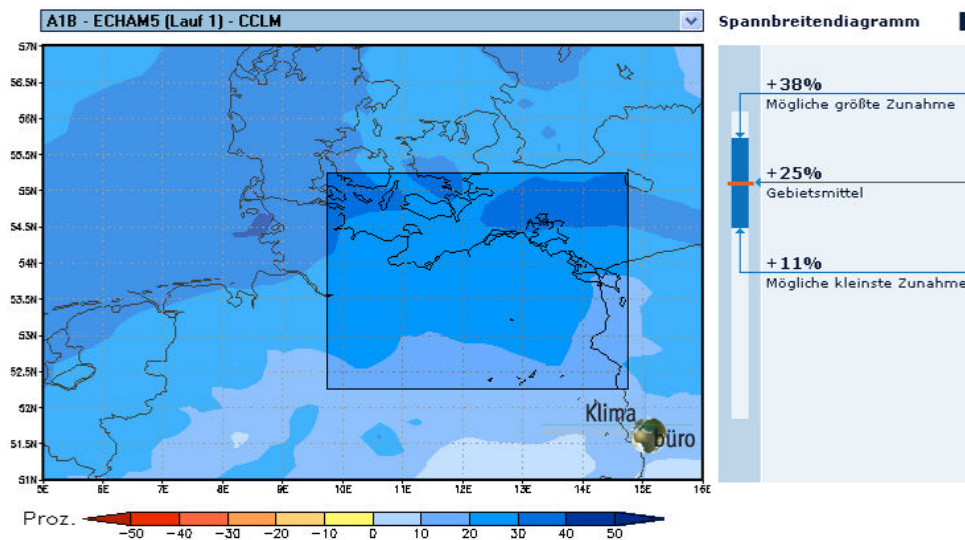 A1B - ECHAM5 (Lauf 1) - CCLM
Spannbreitendiagramm
57N
56.5N
56N
55.5N
55N
54.5N
54N
53.5N
53N
52.5N
52N
51.5N
51N
5E 6E 7E 8E 9E 10E 11E 12E 13E 14E 15E 16E
+38%
Mögliche größte Zunahme
+25%
Gebietsmittel
+11%
Mögliche kleinste Zunahme
Klima
büro
Proz.
-50 -40 -30 -20 -10 0 10 20 30 40 50